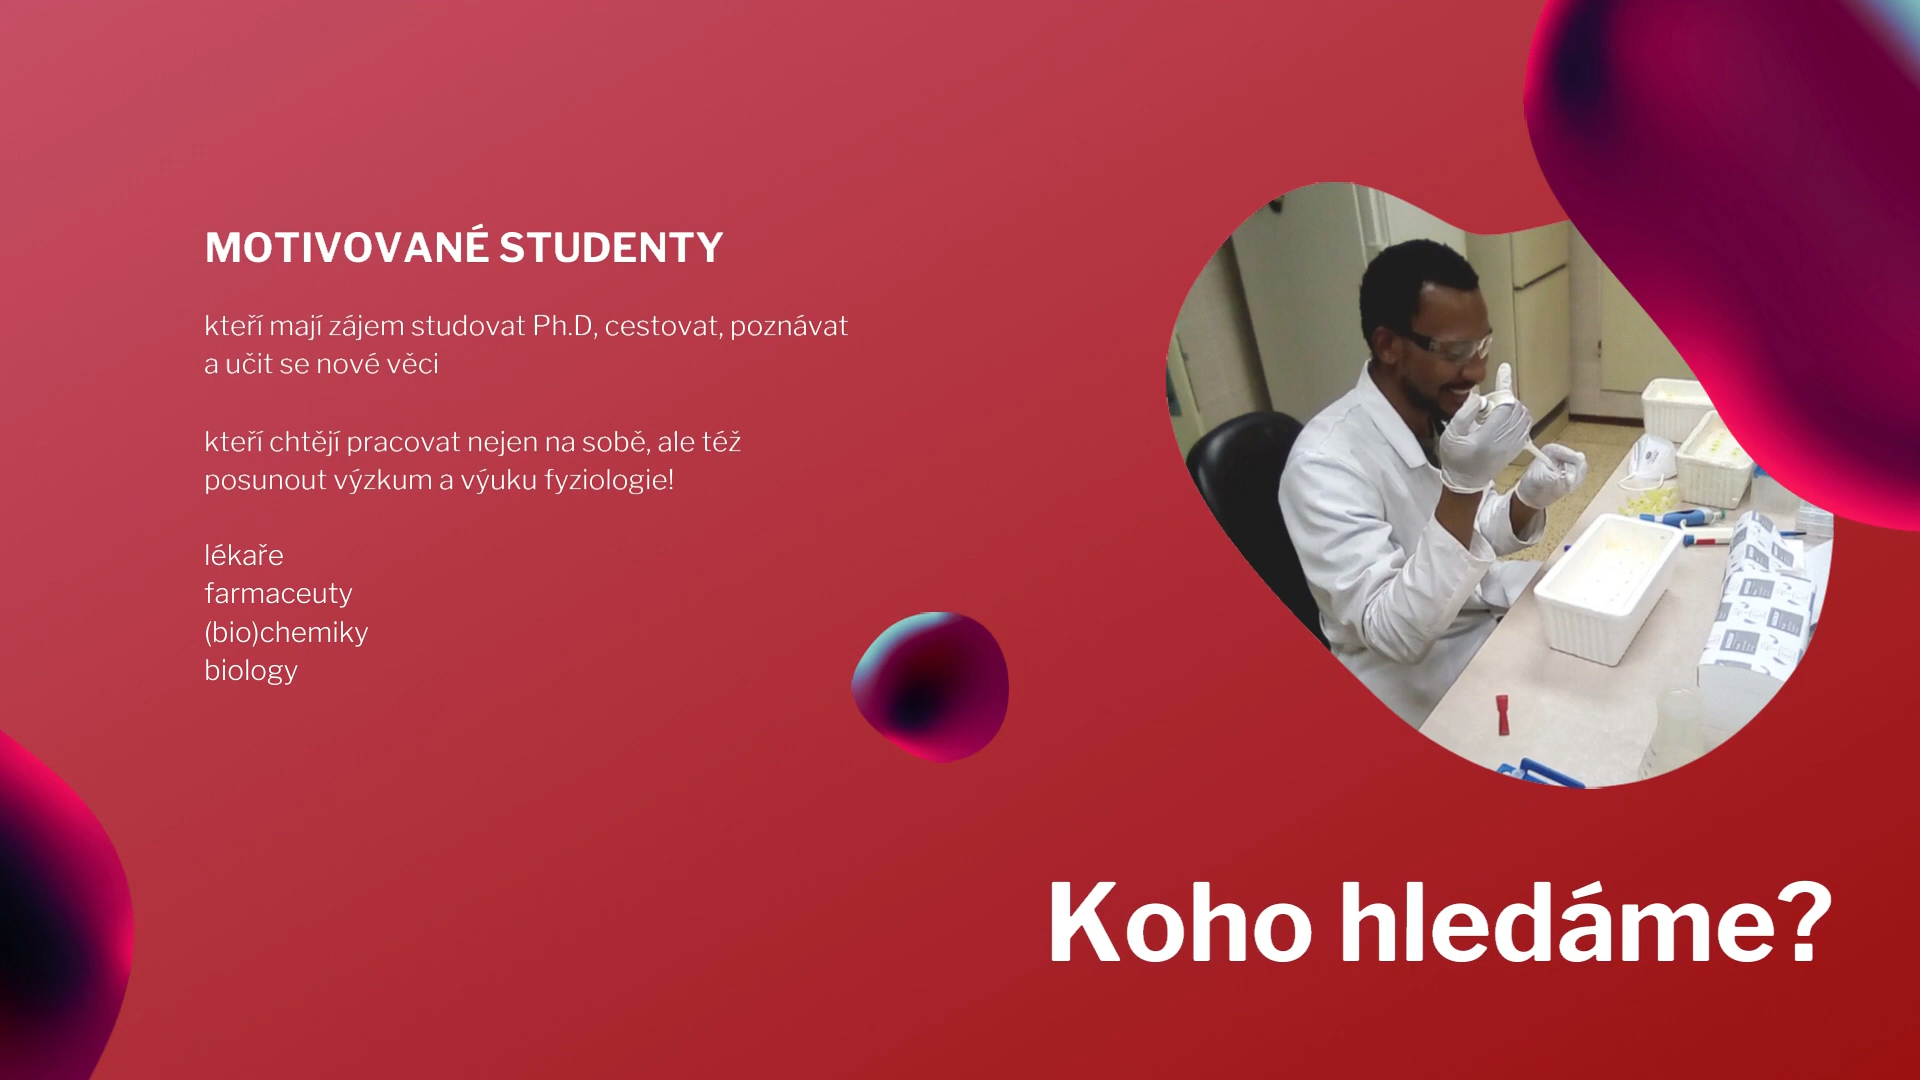 MOTIVOVANÉ STUDENTY
kteří mají zájem studovat Ph.D, cestovat, poznávat
a učit se nové věci
kteří chtějí pracovat nejen na sobě, ale též
posunout výzkum a výuku fyziologie!
lékaře
farmaceuty
(bio)chemiky
biology
Koho hledáme?